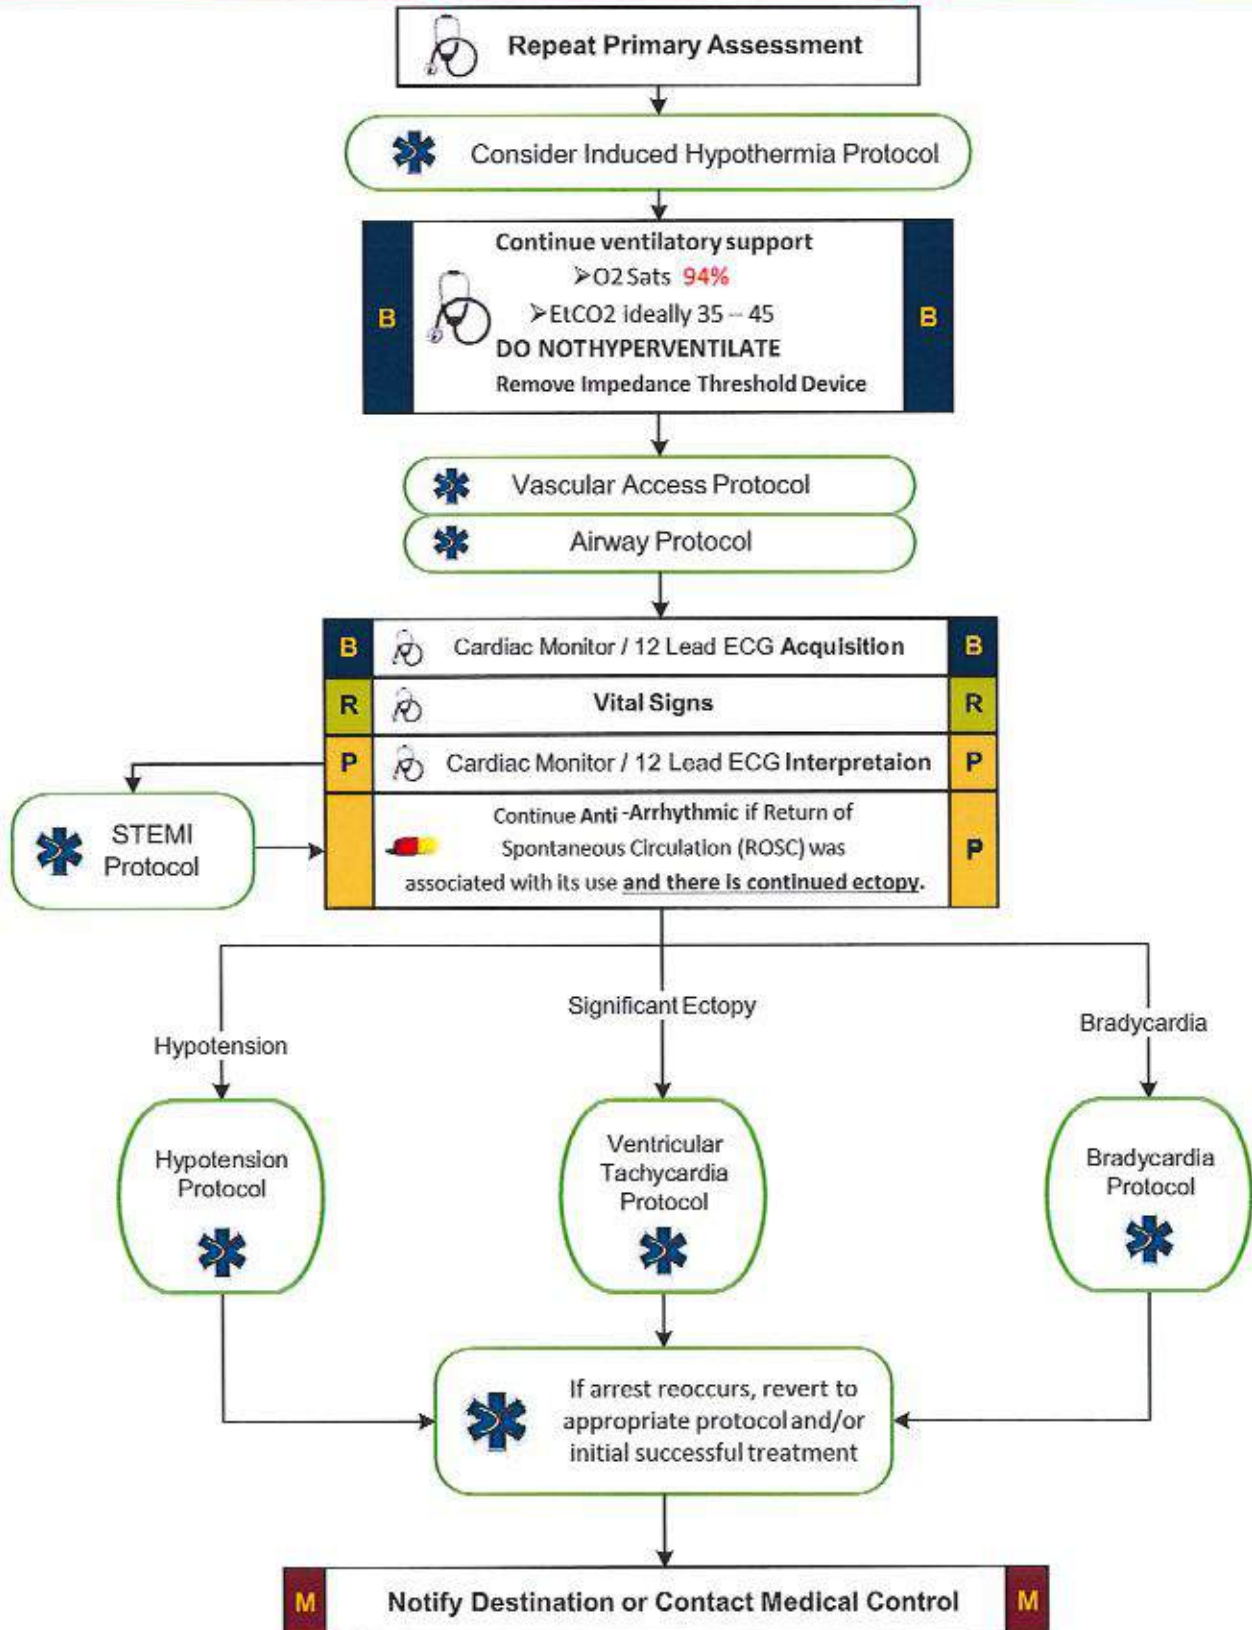 Repeat Primary Assessment
Consider Induced Hypothermia Protocol
Continue ventilatory support
➢O2 Sats 94%
➢EtCO2 ideally 35 – 45
B B
DO NOTHYPERVENTILATE
Remove Impedance Threshold Device
Vascular Access Protocol
Airway Protocol
B Cardiac Monitor / 12 Lead ECG Acquisition B
R Vital Signs R
P Cardiac Monitor / 12 Lead ECG Interpretaion P
STEMI
Protocol
Continue Anti -Arrhythmic if Return of
Spontaneous Circulation (ROSC) was
associated with its use and there is continued ectopy.
P
Hypotension
Significant Ectopy
Bradycardia
Hypotension
Protocol
Ventricular
Tachycardia
Protocol
Bradycardia
Protocol
If arrest reoccurs, revert to
appropriate protocol and/or
initial successful treatment
M Notify Destination or Contact Medical Control M